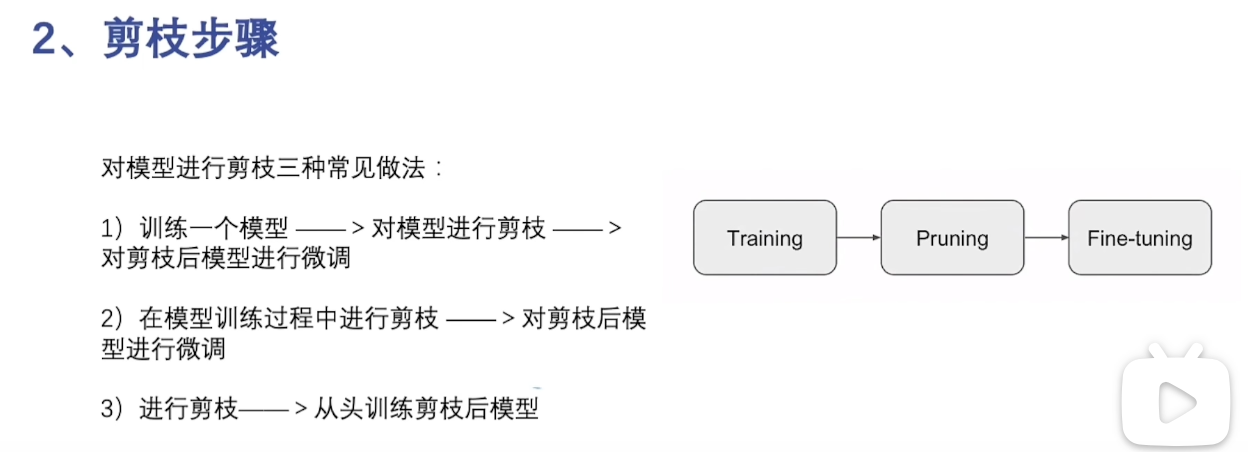 2、剪枝步骤
对模型进行剪枝三种常见做法：
1）训练一个模型 ——> 对模型进行剪枝 ——>
对剪枝后模型进行微调
2）在模型训练过程中进行剪枝 ——> 对剪枝后模
型进行微调
3）进行剪枝——> 从头训练剪枝后模型
Training
Pruning
Fine-tuning